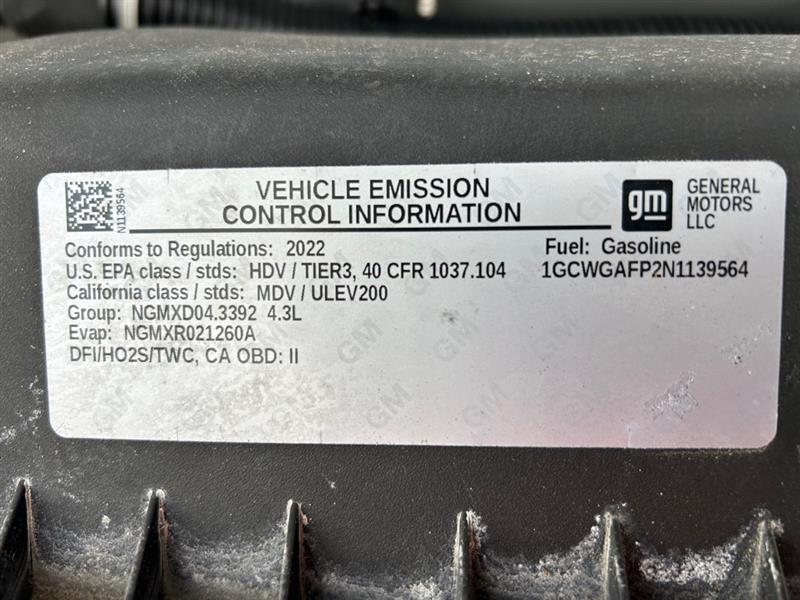 N1139564
VEHICLE EMISSION
CONTROL INFORMATION
gm
GENERAL
MOTORS
LLC
Conforms to Regulations: 2022
Fuel: Gasoline
U.S. EPA class / stds: HDV / TIER3, 40 CFR 1037.104
1GCWGAFP2N1139564
California class / stds: MDV / ULEV200
Group: NGMXD04.3392 4.3L
Evap: NGMXR021260A
DFI/HO2S/TWC, CA OBD: II